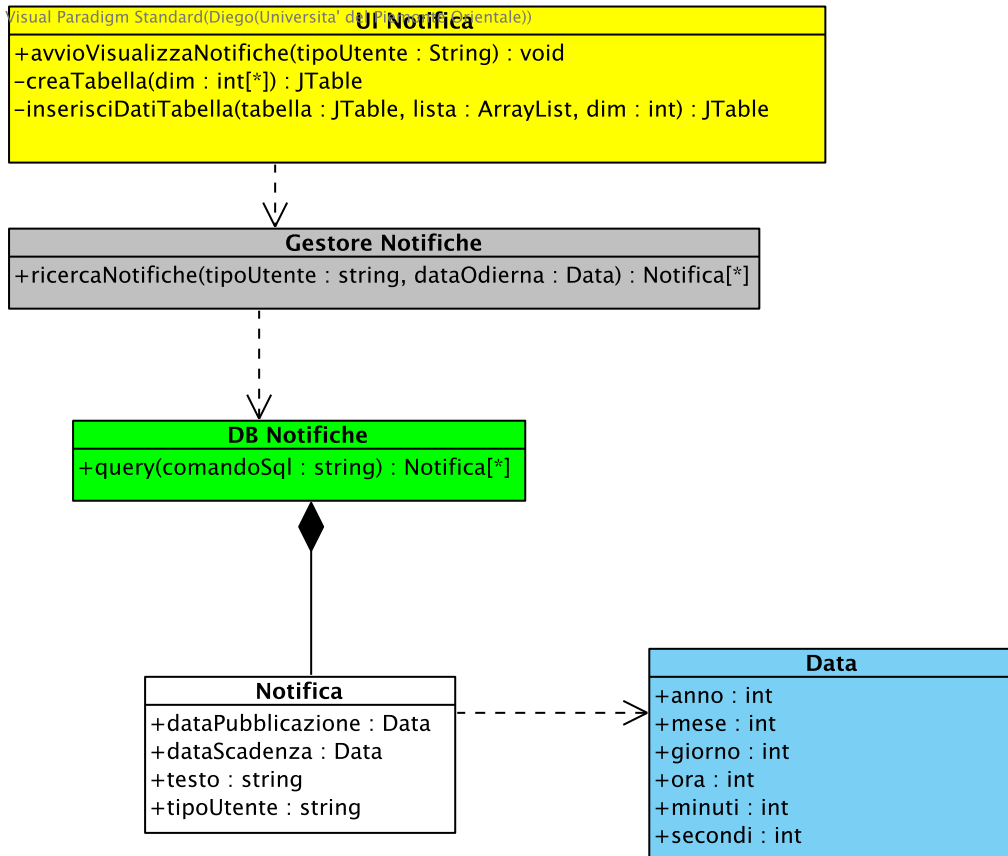 Visual Paradigm Standard(Diego(Universita' del Piemonte Orientale))
UI Notifica
+avvioVisualizzaNotifiche(tipoUtente : String) : void
-creaTabella(dim : int[*]) : JTable
-inserisciDatiTabella(tabella : JTable, lista : ArrayList, dim : int) : JTable
Gestore Notifiche
+ricercaNotifiche(tipoUtente : string, dataOdierna : Data) : Notifica[*]
DB Notifiche
+query(comandoSql : string) : Notifica[*]
Notifica
+dataPubblicazione : Data
+dataScadenza : Data
+testo : string
+tipoUtente : string
Data
+anno : int
+mese : int
+giorno : int
+ora : int
+minuti : int
+secondi : int